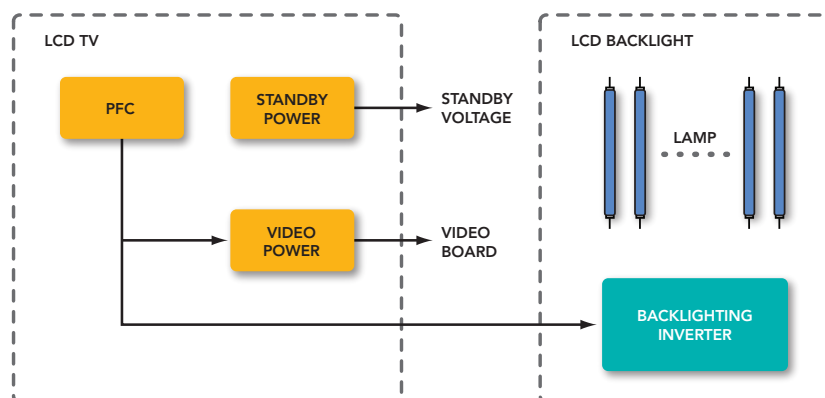 LCD TV
LCD BACKLIGHT
PFC
STANDBY
POWER
STANDBY
VOLTAGE
LAMP
VIDEO
POWER
VIDEO
BOARD
BACKLIGHTING
INVERTER